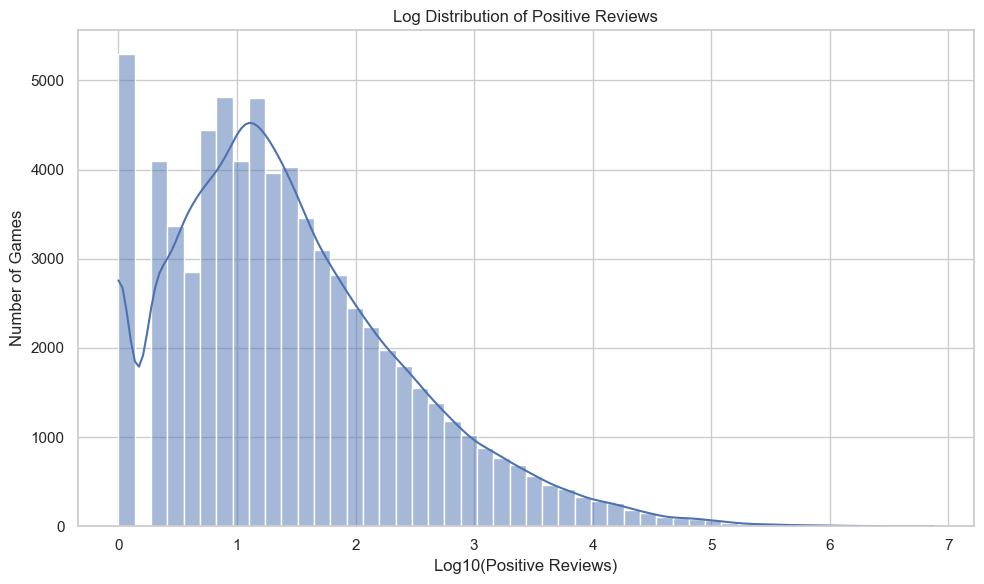 Log Distribution of Positive Reviews
5000
4000
3000
2000
1000
0
Number of Games
0 1 2 3 4 5 6 7
Log10(Positive Reviews)